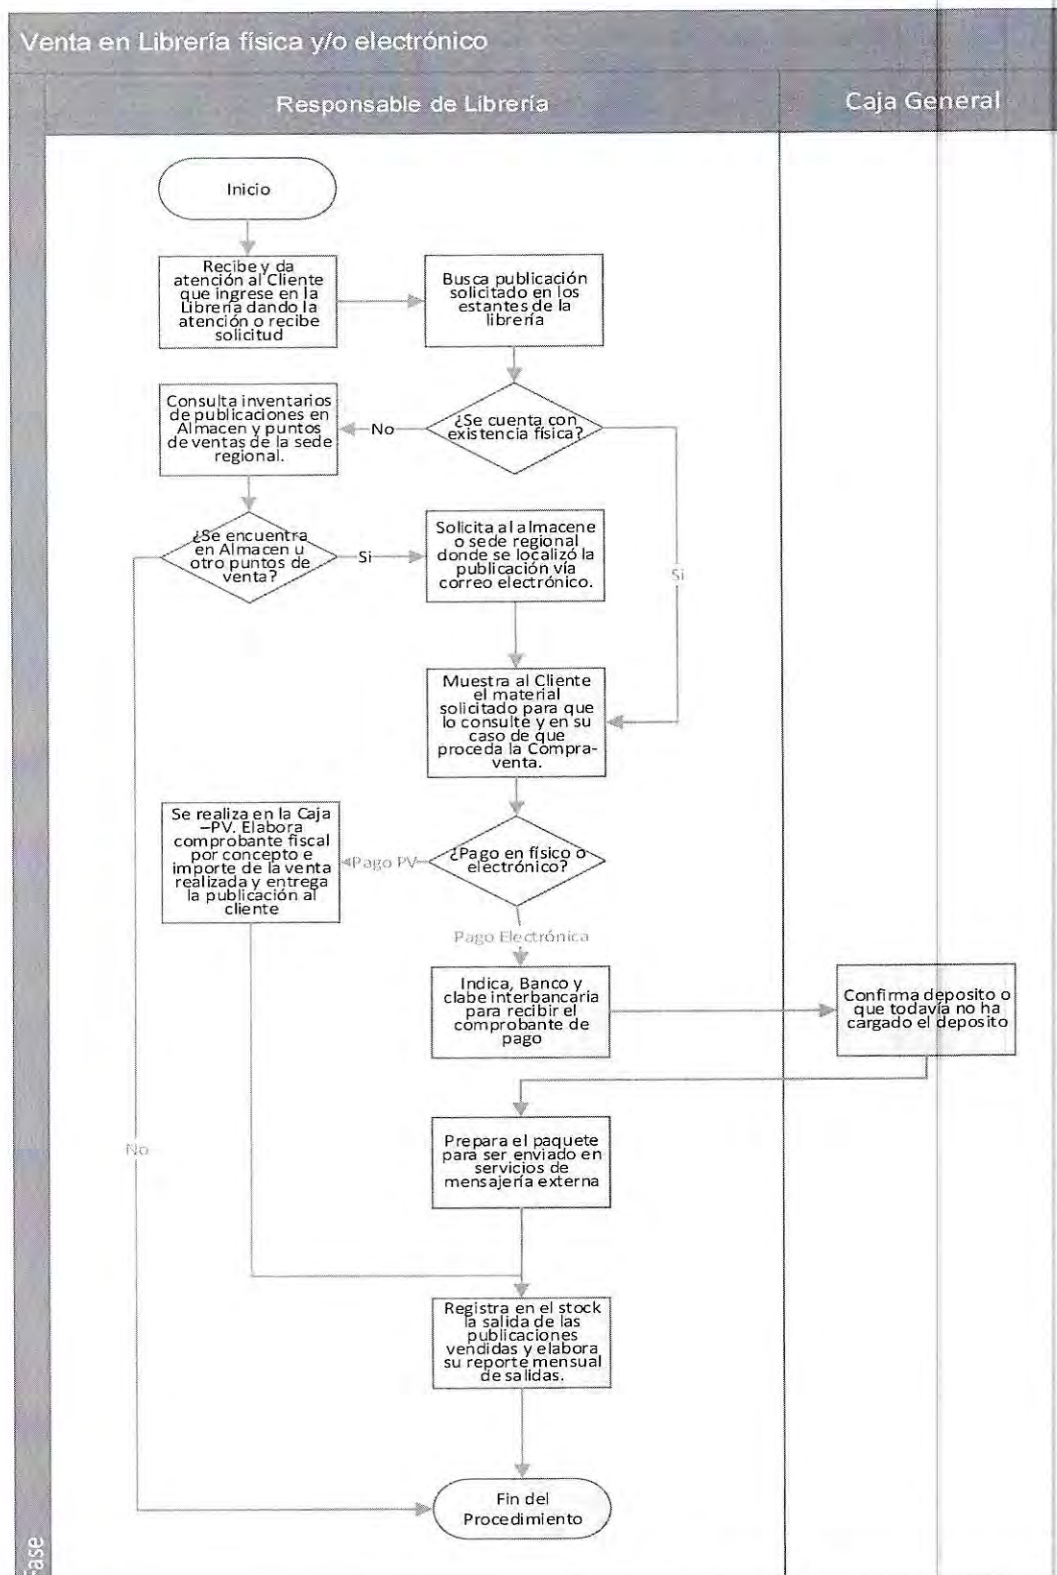 Venta en Librería física y/o electrónico
Responsable de Librería
Caja General
Inicio
Recibe y da
atención al Cliente
que ingrese en la
Librería dando la
atención o recibe
solicitud
Busca publicación
solicitado en los
estantes de la
librería
Consulta inventarios
de publicaciones en
Almacen y puntos
de ventas de la sede
regional.
No
¿Se cuenta con
existencia física?
¿Se encuentra
en Almacen u
otro puntos de
venta?
Si
Solicita al almacene
o sede regional
donde se localizó la
publicación vía
correo electrónico.
Si
Muestra al Cliente
el material
solicitado para que
lo consulte y en su
caso de que
proceda la Compra-
venta.
Se realiza en la Caja
–PV. Elabora
comprobante fiscal
por concepto e
importe de la venta
realizada y entrega
la publicación al
cliente
Pago PV
¿Pago en físico o
electrónico?
Pago Electrónica
Indica, Banco y
clabe interbancaria
para recibir el
comprobante de
pago
Confirma deposito o
que todavía no ha
cargado el deposito
No
Prepara el paquete
para ser enviado en
servicios de
mensajería externa
Registra en el stock
la salida de las
publicaciones
vendidas y elabora
su reporte mensual
de salidas.
Fin del
Procedimiento
Fase